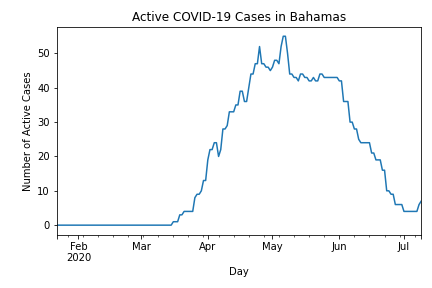 Active COVID-19 Cases in Bahamas
Number of Active Cases
50
40
30
20
10
0
Feb Mar Apr May Jun Jul
2020
Day